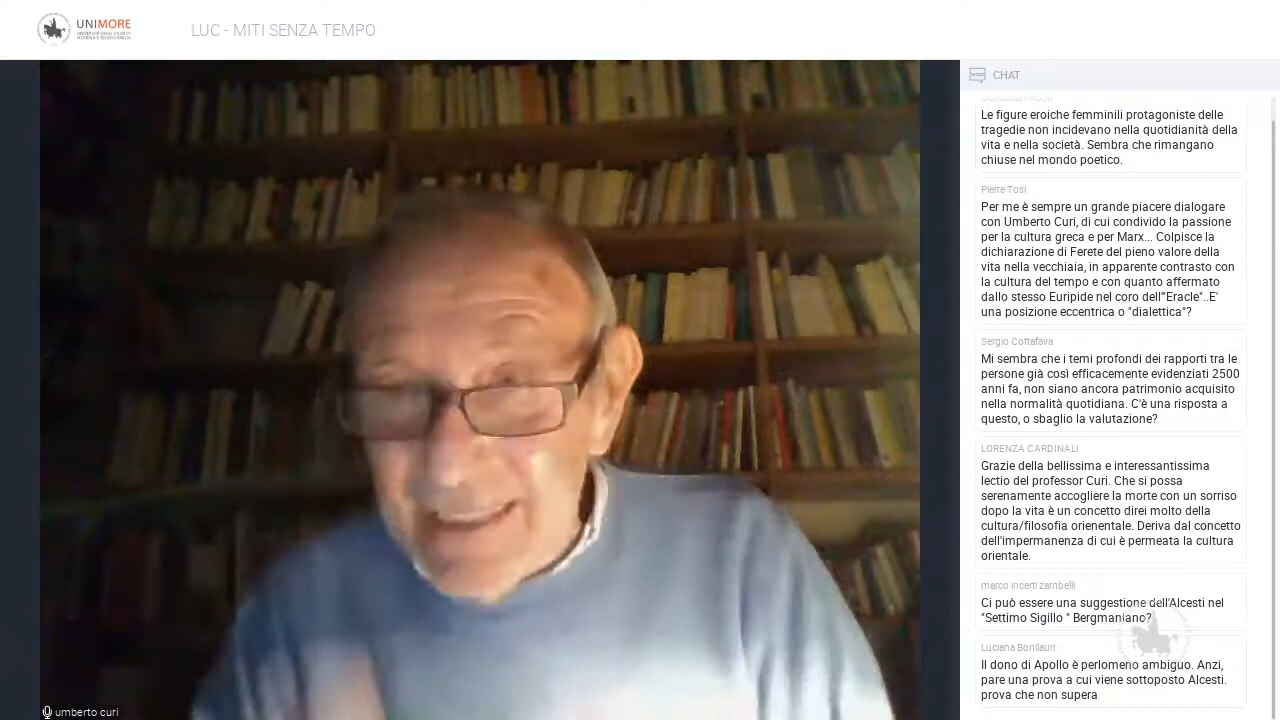 UNIMORE
UNIVERSITÀ DEGLI STUDI DI
MODENA E REGGIO EMILIA
LUC - MITI SENZA TEMPO
CHAT
Le figure eroiche femminili protagoniste delle
tragedie non incidevano nella quotidianità della
vita e nella società. Sembra che rimangano
chiuse nel mondo poetico.
Pierre Tosi
Per me è sempre un grande piacere dialogare
con Umberto Curi, di cui condivido la passione
per la cultura greca e per Marx... Colpisce la
dichiarazione di Ferete del pieno valore della
vita nella vecchiaia, in apparente contrasto con
la cultura del tempo e con quanto affermato
dallo stesso Euripide nel coro dell'"Eracle". E'
una posizione eccentrica o "dialettica"?
Sergio Cottafava
Mi sembra che i temi profondi dei rapporti tra le
persone già così efficacemente evidenziati 2500
anni fa, non siano ancora patrimonio acquisito
nella normalità quotidiana. C'è una risposta a
questo, o sbaglio la valutazione?
LORENZA CARDINALI
Grazie della bellissima e interessantissima
lectio del professor Curi. Che si possa
serenamente accogliere la morte con un sorriso
dopo la vita è un concetto direi molto della
cultura/filosofia orienentale. Deriva dal concetto
dell'impermanenza di cui è permeata la cultura
orientale.
marco incerti zambelli
Ci può essere una suggestione dell'Alcesti nel
"Settimo Sigillo " Bergmaniano?
Luciana Bonilauri
Il dono di Apollo è perlomeno ambiguo. Anzi,
pare una prova a cui viene sottoposto Alcesti.
prova che non supera
umberto curi